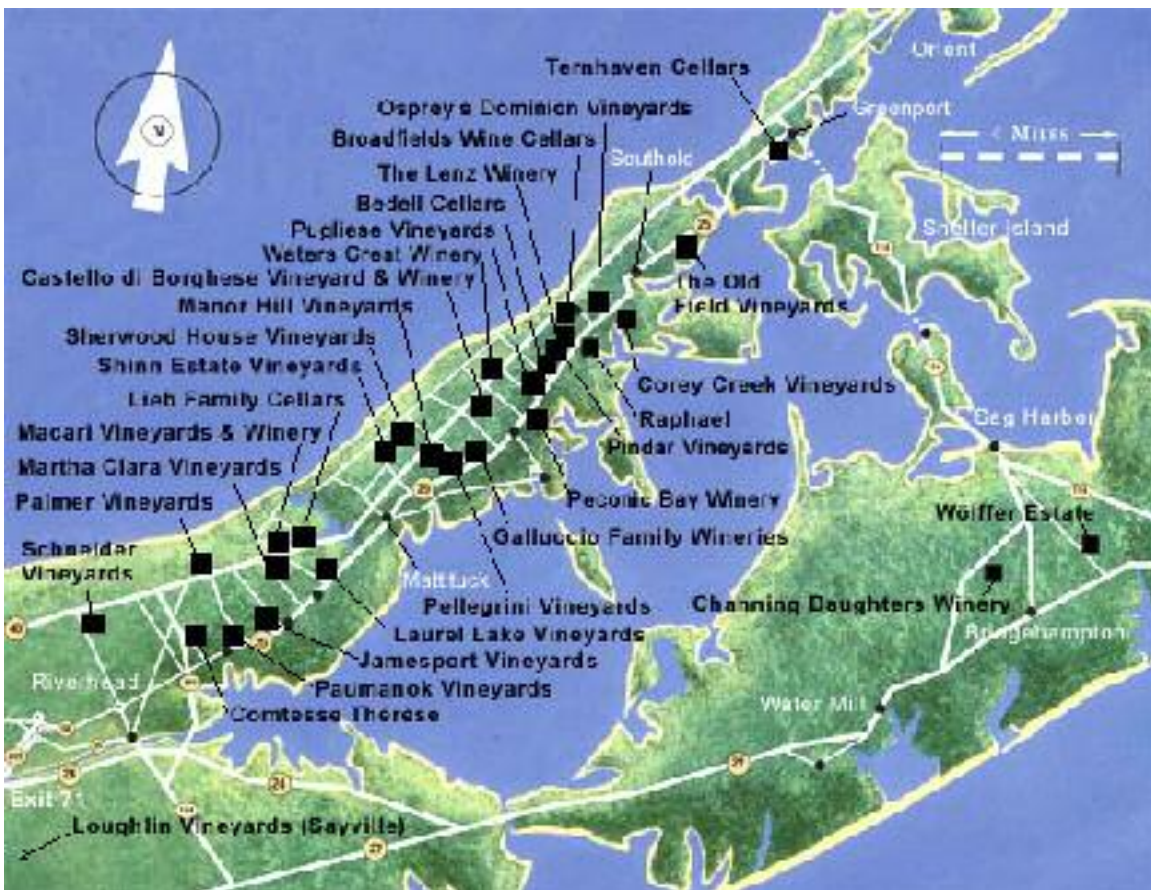 Orient
Ternhaven Cellars
Greenport
Osprey's Dominion Vineyards
Broadfields Wine Cellars
Southold
The Lenz Winery
Bedell Cellars
Pugliese Vineyards
Waters Crest Winery
Castello di Borghese Vineyard & Winery
Manor Hill Vineyards
Sherwood House Vineyards
Shinn Estate Vineyards
Lieb Family Cellars
Macari Vineyards & Winery
Martha Clara Vineyards
Palmer Vineyards
Schneider
Vineyards
25
Shelter Island
The Old
Field Vineyards
Corey Creek Vineyards
Raphael
Pindar Vineyards
Peconic Bay Winery
Galluccio Family Wineries
Sag Harbor
Wölffer Estate
Channing Daughters Winery
Bridgehampton
Mattituck
Pellegrini Vineyards
Laurel Lake Vineyards
Jamesport Vineyards
Paumanok Vineyards
Comtesse Thérèse
Riverhead
Water Mill
24
27
Exit 71
Loughlin Vineyards (Sayville)